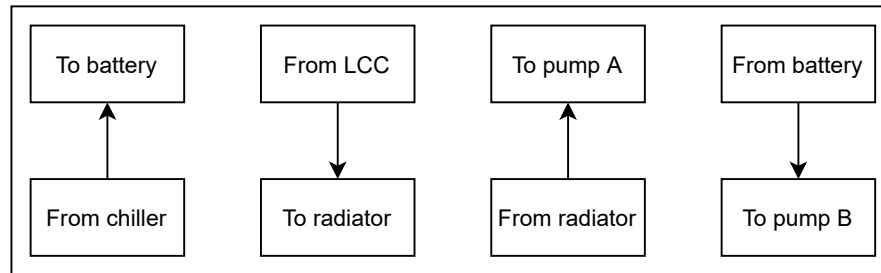 To battery
From LCC
To pump A
From battery
From chiller
To radiator
From radiator
To pump B